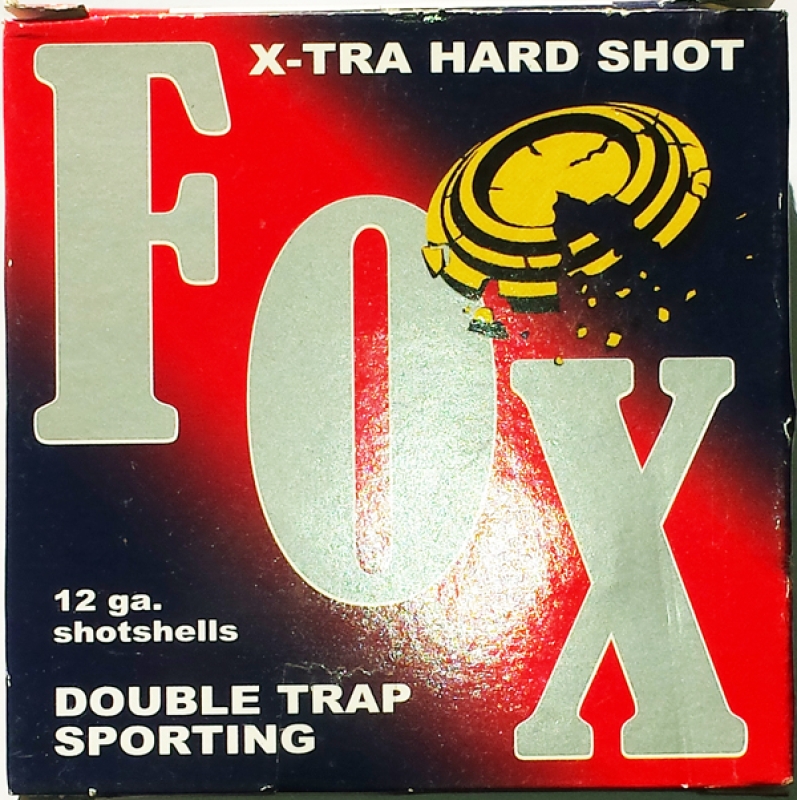 X-TRA HARD SHOT
FOX
12 ga.
shotshells
DOUBLE TRAP
SPORTING